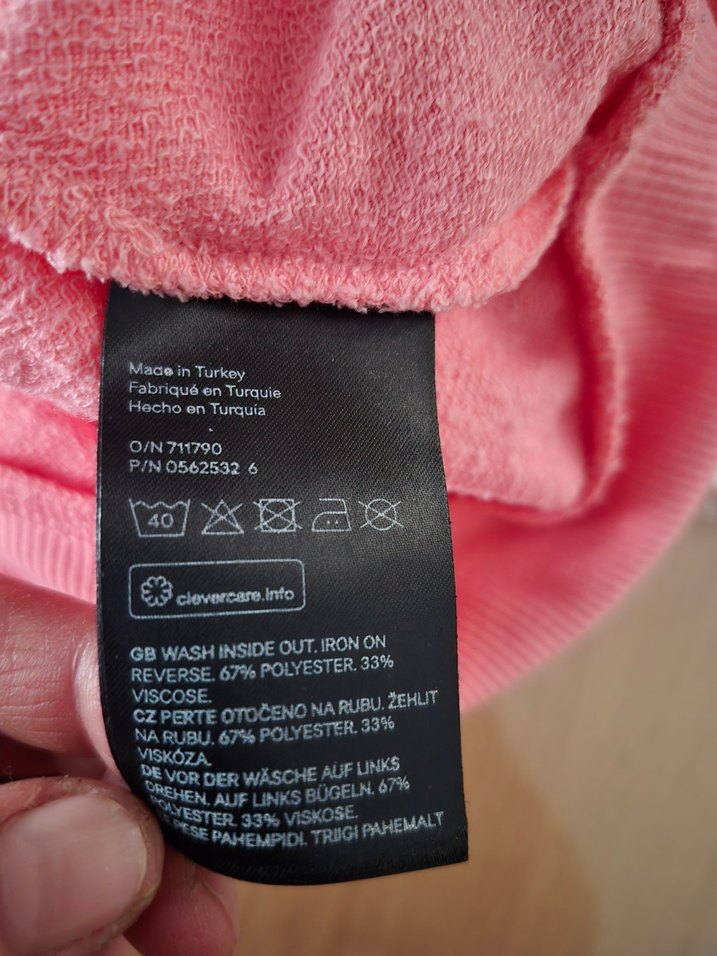 Made in Turkey
Fabriqué en Turquie
Hecho en Turquía
O/N 711790
P/N 0562532 6
40
clevercare.info
GB WASH INSIDE OUT. IRON ON
REVERSE. 67% POLYESTER. 33%
VISCOSE.
CZ PERTE OTOČENO NA RUBU. ŽEHLIT
NA RUBU. 67% POLYESTER. 33%
VISKÓZA.
DE VOR DER WÄSCHE AUF LINKS
DREHEN. AUF LINKS BÜGELN. 67%
POLYESTER. 33% VISKOSE.
PESE PAHEMPIDI. TRIIGI PAHEMALT